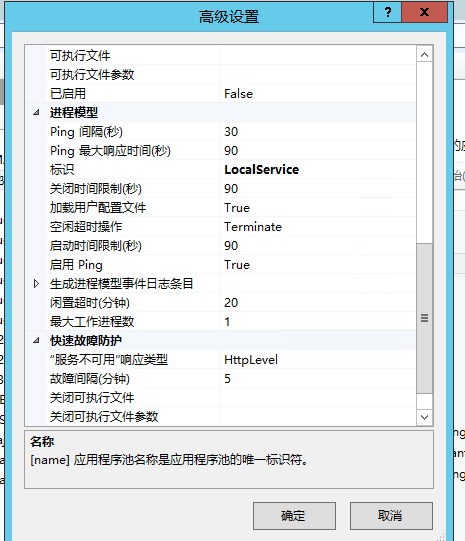 高级设置
?
x
可执行文件
可执行文件参数
已启用 False
进程模型
Ping 间隔(秒) 30
Ping 最大响应时间(秒) 90
标识 LocalService
关闭时间限制(秒) 90
加载用户配置文件 True
空闲超时操作 Terminate
启动时间限制(秒) 90
启用 Ping True
生成进程模型事件日志条目
闲置超时(分钟) 20
最大工作进程数 1
快速故障防护
“服务不可用”响应类型 HttpLevel
故障间隔(分钟) 5
关闭可执行文件
关闭可执行文件参数
名称
[name] 应用程序池名称是应用程序池的唯一标识符。
确定
取消